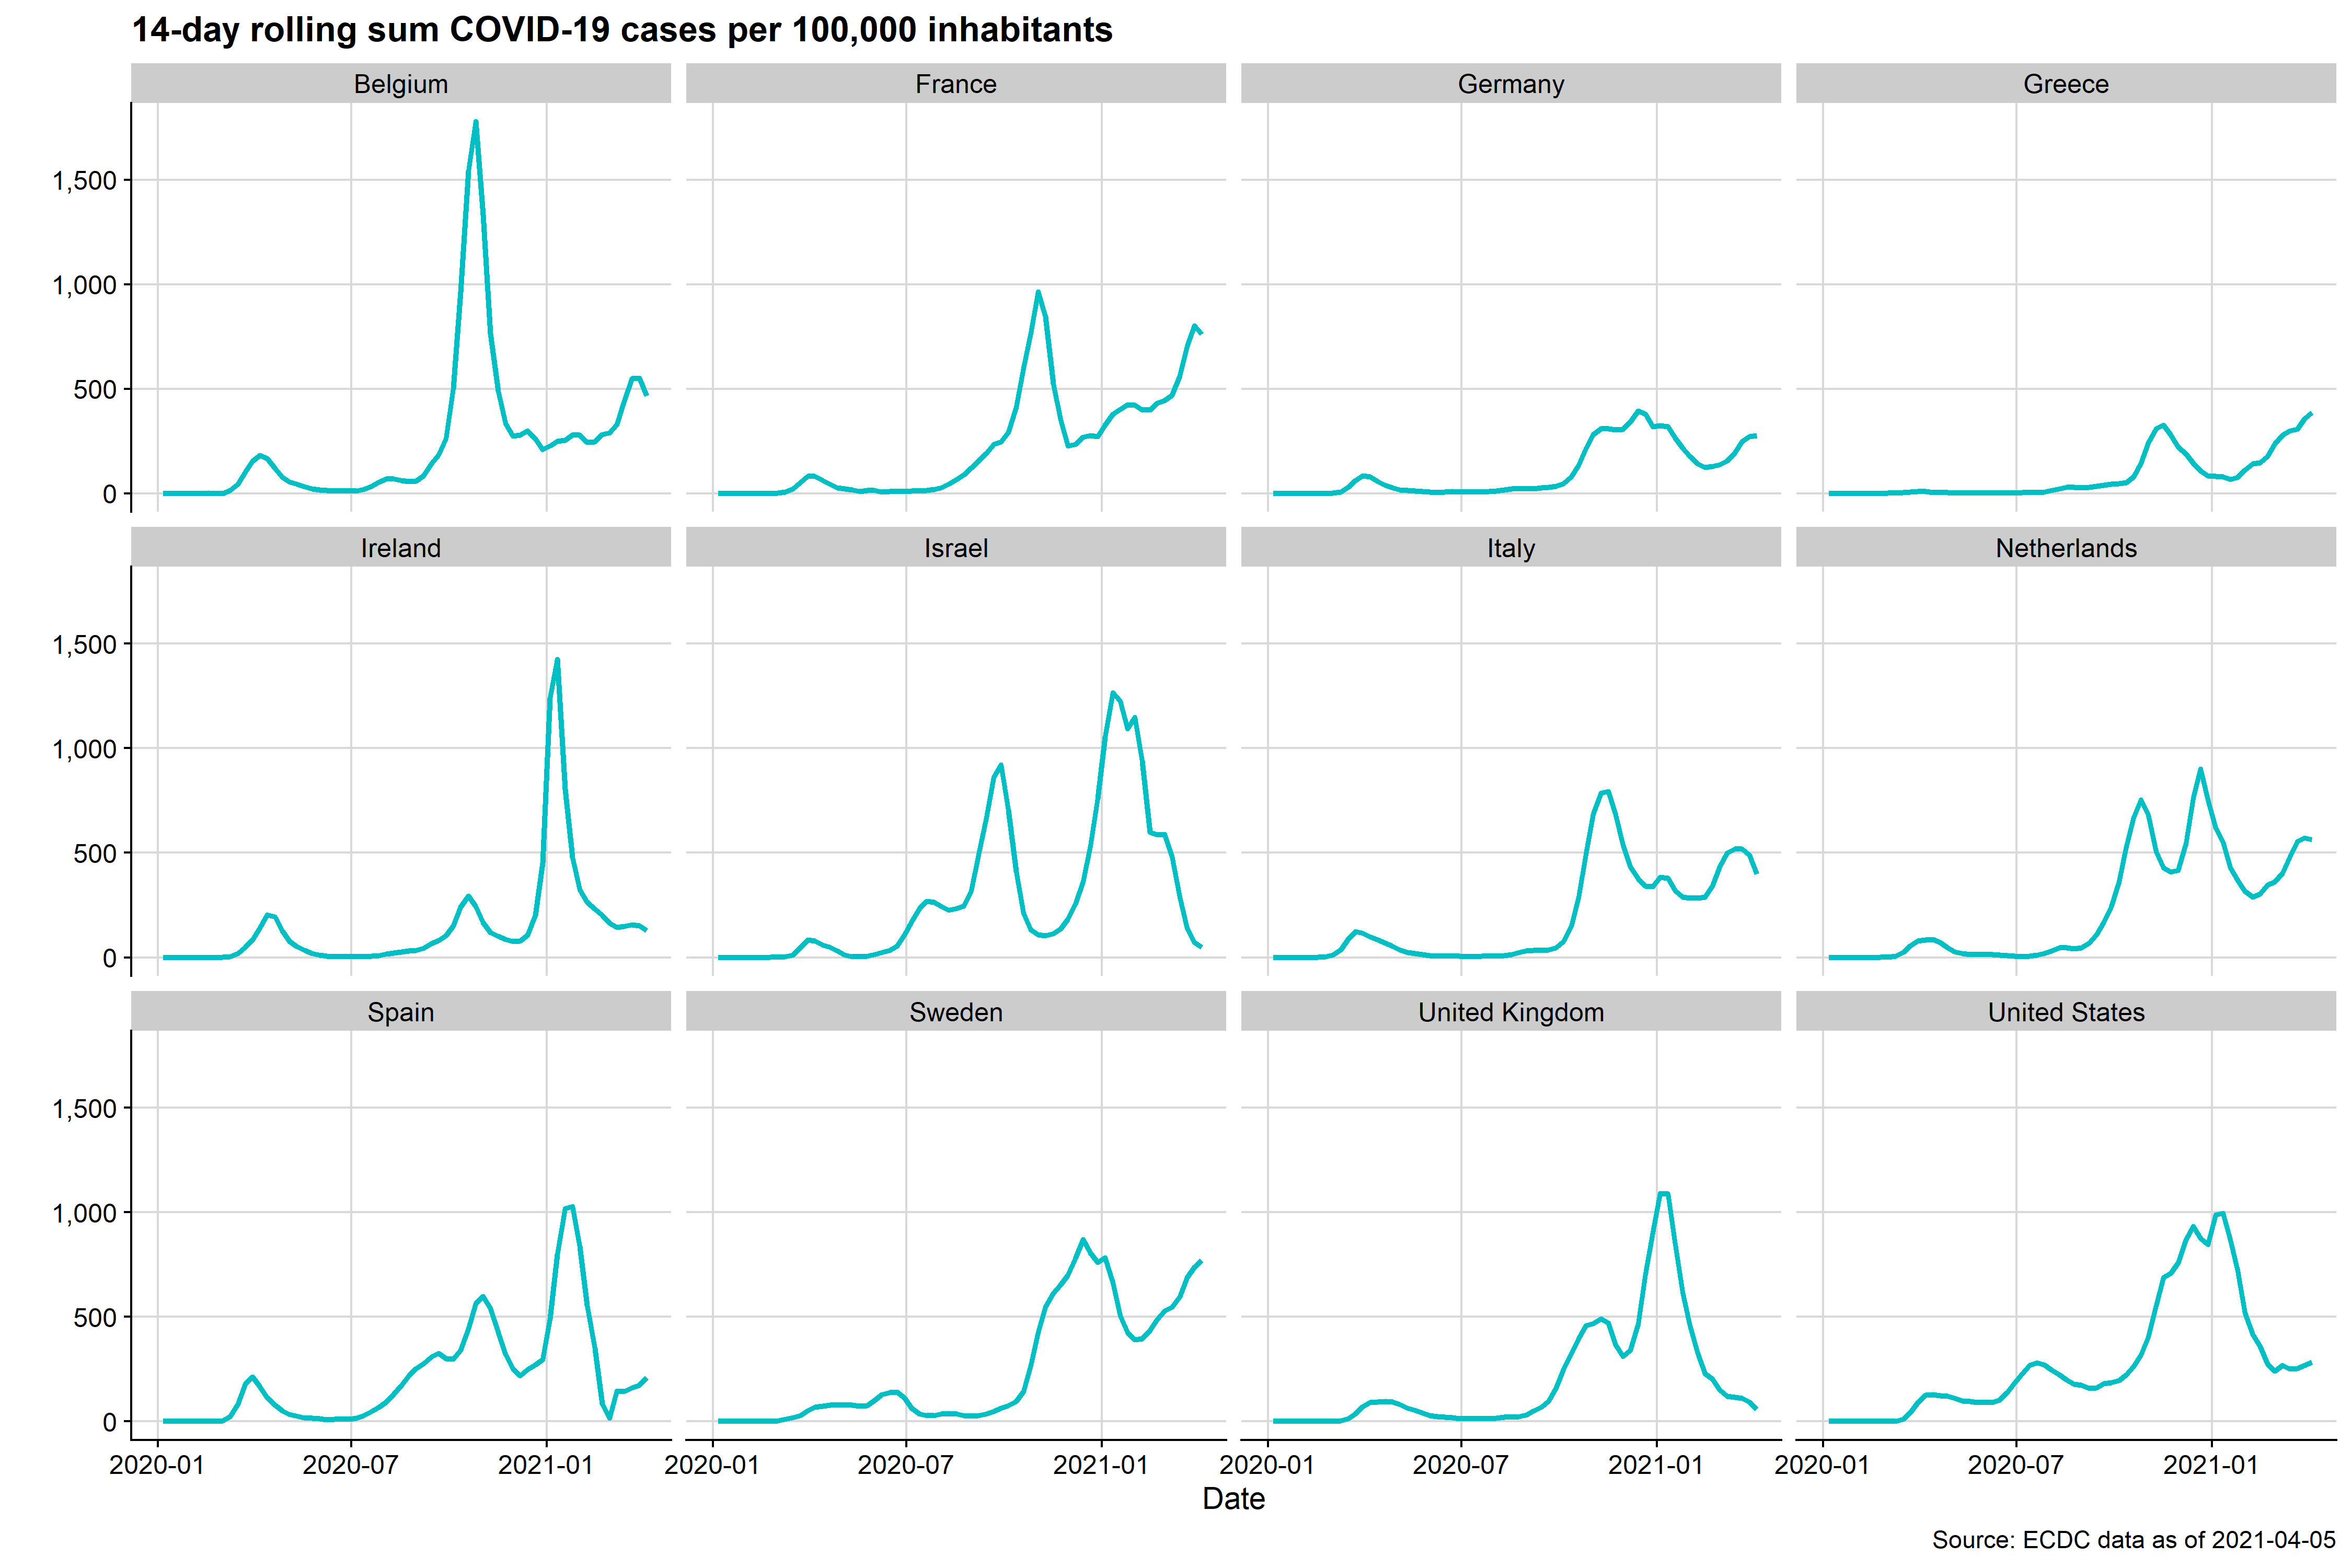 14-day rolling sum COVID-19 cases per 100,000 inhabitants
Belgium France Germany Greece
1,500
1,000
500
0
Ireland Israel Italy Netherlands
1,500
1,000
500
0
Spain Sweden United Kingdom United States
1,500
1,000
500
0
2020-01 2020-07 2021-01 2020-01 2020-07 2021-01 2020-01 2020-07 2021-01 2020-01 2020-07 2021-01
Date
Source: ECDC data as of 2021-04-05